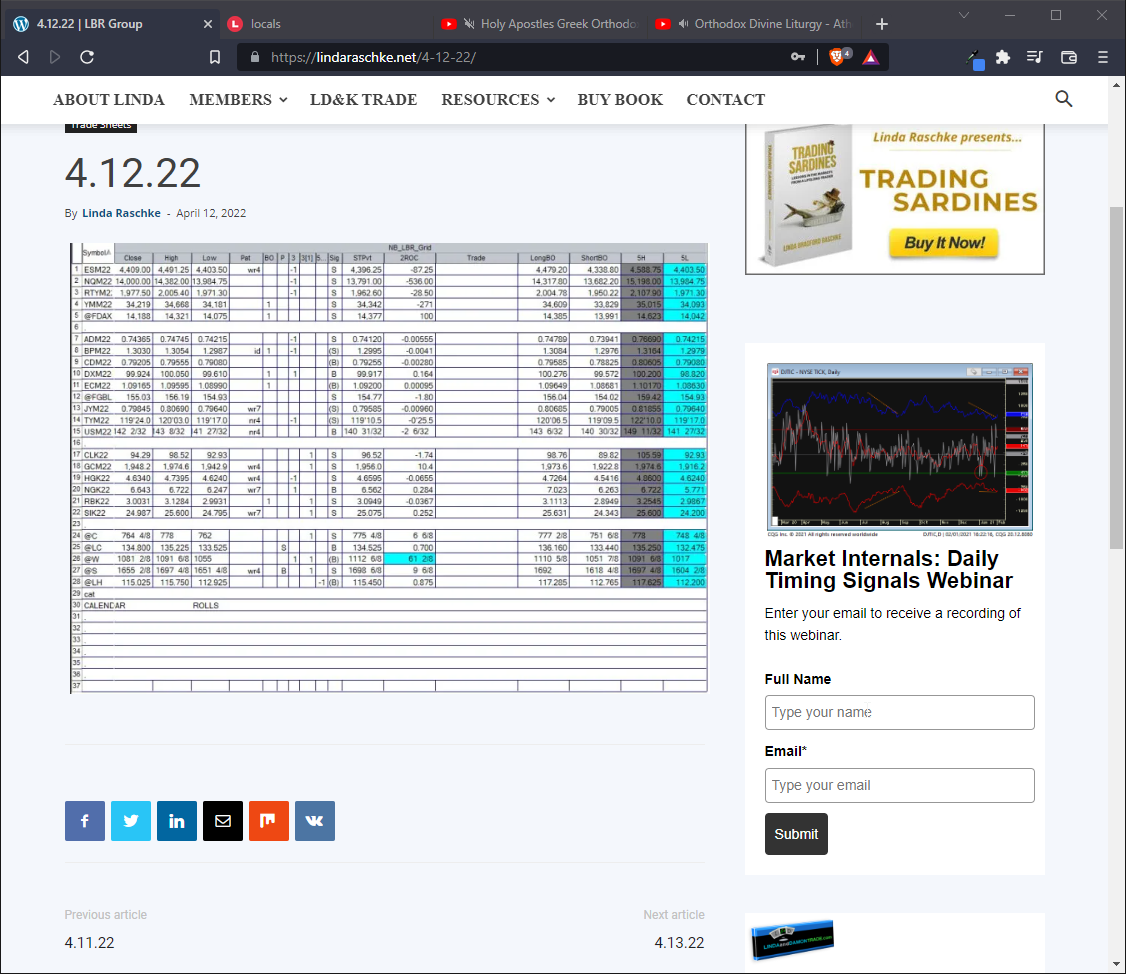 4.12.22 | LBR Group
locals
Holy Apostles Greek Orthodo
Orthodox Divine Liturgy - Ath
https://lindaraschke.net/4-12-22/
4
ABOUT LINDA MEMBERS LD&K TRADE RESOURCES BUY BOOK CONTACT
Trade Sheets
4.12.22
By Linda Raschke - April 12, 2022
NB_LBR_Grid
Symbol Close High Low Pat BO P 3 3[1] 5... Sig STPvt 2ROC Trade LongBO ShortBO 5H 5L
1 ESM22 4,409.00 4,491.25 4,403.50 wr4 -1 S 4,396.25 -87.25 4,479.20 4,338.80 4,588.75 4,403.50
2 NQM22 14,000.00 14,382.00 13,984.75 -1 S 13,791.00 -536.00 14,317.80 13,682.20 15,198.00 13,984.75
3 RTYM2 1,977.50 2,005.40 1,971.30 -1 S 1,962.60 -28.50 2,004.78 1,950.22 2,107.90 1,971.30
4 YMM22 34,219 34,668 34,181 1 S 34,342 -271 34,609 33,829 35,015 34,093
5 @FDAX 14,188 14,321 14,075 1 S 14,377 100 14,385 13,991 14,623 14,042
6
7 ADM22 0.74365 0.74745 0.74215 -1 S 0.74120 -0.00555 0.74789 0.73941 0.76690 0.74215
8 BPM22 1.3030 1.3054 1.2987 id 1 -1 (S) 1.2995 -0.0041 1.3084 1.2976 1.3164 1.2979
9 CDM22 0.79205 0.79555 0.79080 (B) 0.79255 -0.00280 0.79585 0.78825 0.80605 0.79080
10 DXM22 99.924 100.050 99.610 1 1 B 99.917 0.164 100.276 99.572 100.200 98.820
11 ECM22 1.09165 1.09595 1.08990 1 (B) 1.09200 0.00095 1.09649 1.08681 1.10170 1.08630
12 @FGBL 155.03 156.19 154.93 S 154.77 -1.80 156.04 154.02 159.42 154.93
13 JYM22 0.79845 0.80690 0.79640 wr7 (S) 0.79585 -0.00960 0.80685 0.79005 0.81855 0.79640
14 TYM22 119'24.0 120'03.0 119'17.0 nr4 -1 (S) 119'10.5 -0'25.5 120'06.5 119'09.5 122'10.0 119'17.0
15 USM22 142 2/32 143 8/32 141 27/32 nr4 B 140 31/32 -2 6/32 143 6/32 140 30/32 149 11/32 141 27/32
16
17 CLK22 94.29 98.52 92.93 1 S 96.52 -1.74 98.76 89.82 105.59 92.93
18 GCM22 1,948.2 1,974.6 1,942.9 wr4 1 S 1,956.0 10.4 1,973.6 1,922.8 1,974.6 1,916.2
19 HGK22 4.6340 4.7395 4.6240 wr4 -1 S 4.6595 -0.0655 4.7264 4.5416 4.8600 4.6240
20 NGK22 6.643 6.722 6.247 wr7 1 B 6.562 0.284 7.023 6.263 6.722 5.771
21 RBK22 3.0031 3.1284 2.9931 1 S 3.0949 -0.0367 3.1113 2.8949 3.2545 2.9867
22 SIK22 24.987 25.600 24.795 wr7 1 S 25.075 0.252 25.631 24.343 25.600 24.200
23
24 @C 764 4/8 778 762 1 S 775 4/8 6 6/8 777 2/8 751 6/8 778 748 4/8
25 @LC 134.800 135.225 133.525 S B 134.525 0.700 136.160 133.440 135.250 132.475
26 @W 1081 2/8 1091 6/8 1055 1 1 (B) 1112 6/8 61 2/8 1110 5/8 1051 7/8 1091 6/8 1017
27 @S 1655 2/8 1697 4/8 1651 4/8 wr4 B 1 S 1698 6/8 9 6/8 1692 1618 4/8 1697 4/8 1604 2/8
28 @LH 115.025 115.750 112.925 -1 (B) 115.450 0.875 117.285 112.765 117.625 112.200
29 cat
30 CALENDAR ROLLS
31
32
33
34
35
36
37
Linda Raschke presents...
TRADING
SARDINES
LINDA BRADFORD RASCHKE
TRADING
SARDINES
Buy It Now!
DJTIC - NYSE TICK, Daily
CQG Inc. © 2021 All rights reserved worldwide
Market Internals: Daily
Timing Signals Webinar
Enter your email to receive a recording of
this webinar.
Full Name
Type your name
Email*
Type your email
Submit
Previous article
4.11.22
Next article
4.13.22